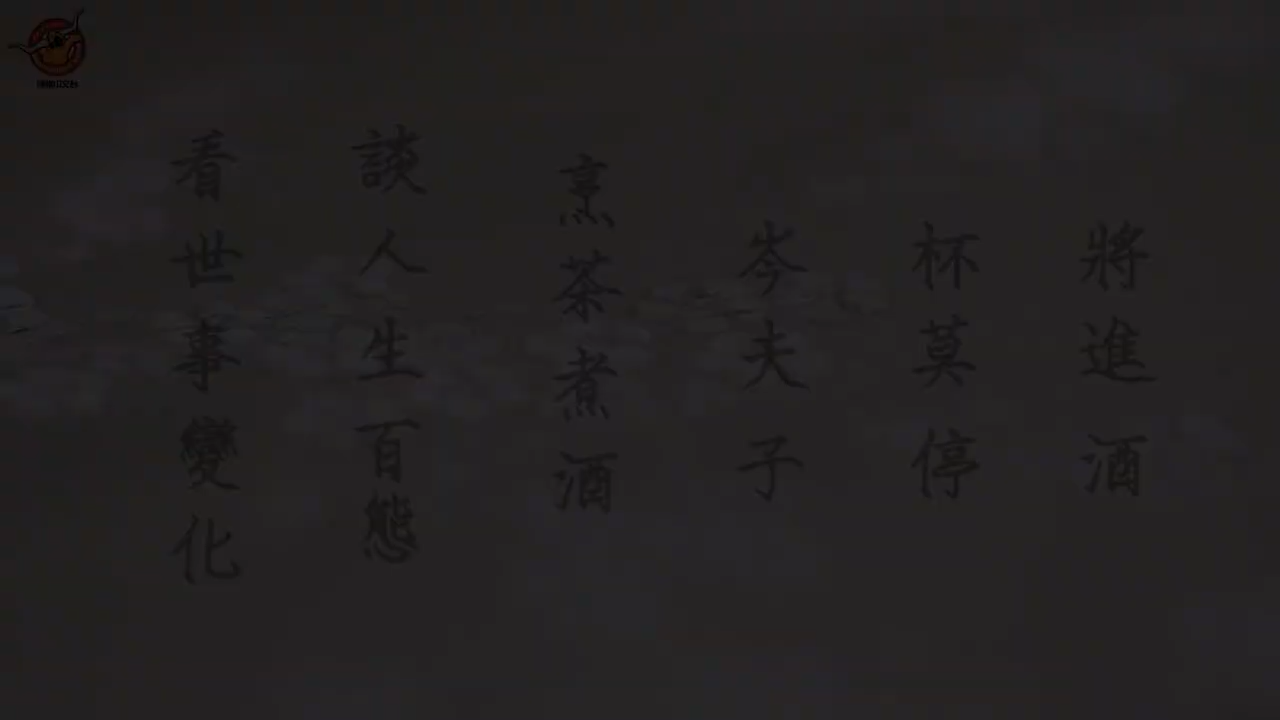 將進酒
杯莫停
岑夫子
烹茶煮酒
談人生百態
看世事變化